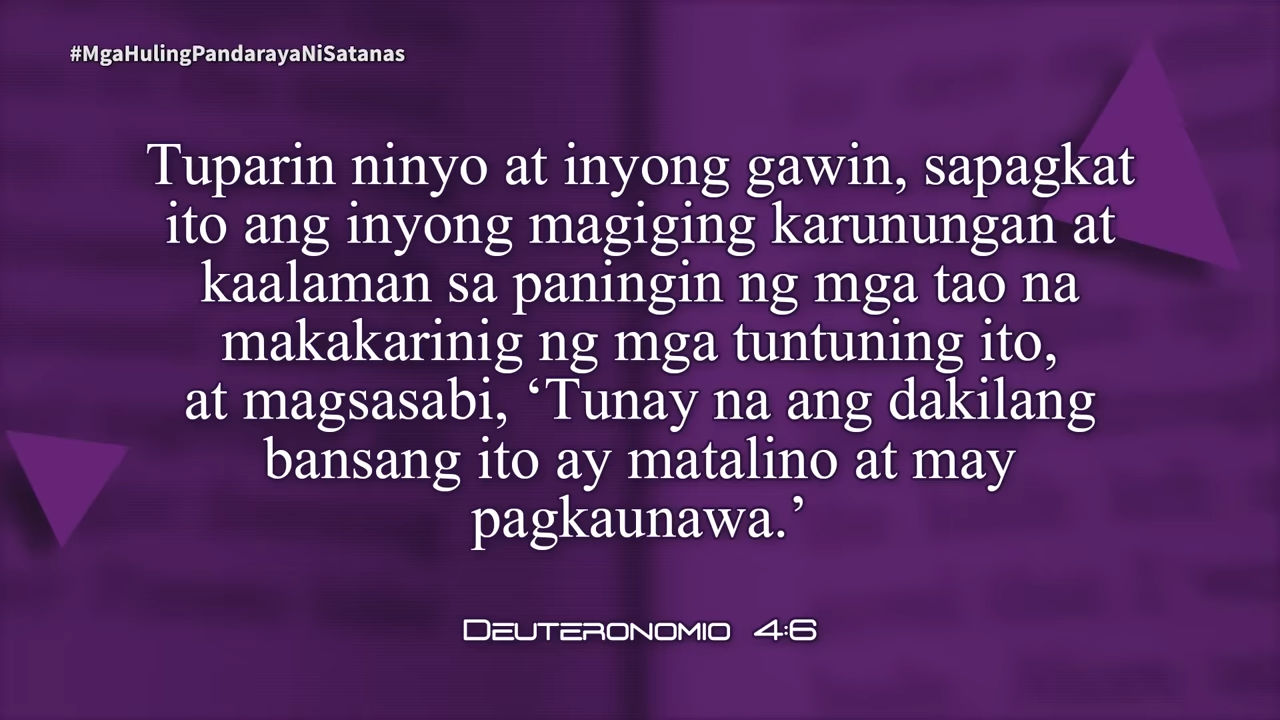 #MgaHulingPandarayaNiSatanas
Tuparin ninyo at inyong gawin, sapagkat
ito ang inyong magiging karunungan at
kaalaman sa paningin ng mga tao na
makakarinig ng mga tuntuning ito,
at magsasabi, ‘Tunay na ang dakilang
bansang ito ay matalino at may
pagkaunawa.’
Deuteronomio 4:6